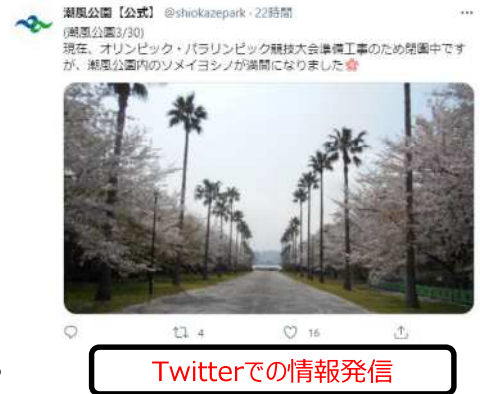 潮風公園【公式】 @shiokazepark・22時間
(潮風公園3/30)
現在、オリンピック・パラリンピック競技大会準備工事のため閉園中です
が、潮風公園内のソメイヨシノが満開になりました🌸
4
16
Twitterでの情報発信